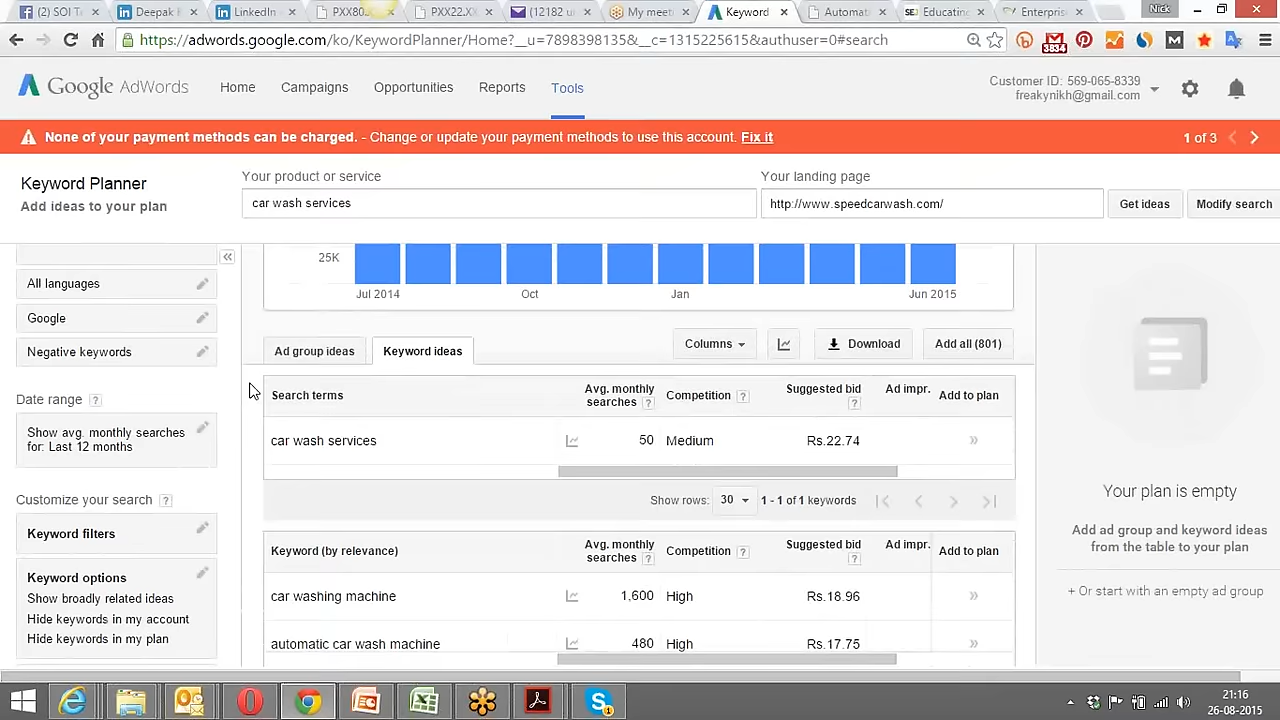 (2) SOI T
Deepak
LinkedIn
PXX80
PXX22.X
(12182 u
My mee
Keyword
Automat
Educatin
Enterpris
Nick
https://adwords.google.com/ko/KeywordPlanner/Home?__u=7898398135&__c=1315225615&authuser=0#search
3834
Google AdWords
Home Campaigns Opportunities Reports Tools
Customer ID: 569-065-8339
freakynikh@gmail.com
None of your payment methods can be charged. - Change or update your payment methods to use this account. Fix it
1 of 3
Keyword Planner
Add ideas to your plan
Your product or service
car wash services
Your landing page
http://www.speedcarwash.com/
Get ideas
Modify search
All languages
Google
Negative keywords
Date range ?
Show avg. monthly searches
for: Last 12 months
Customize your search ?
Keyword filters
Keyword options
Show broadly related ideas
Hide keywords in my account
Hide keywords in my plan
«
25K
Jul 2014 Oct Jan Jun 2015
Ad group ideas
Keyword ideas
Columns
Download
Add all (801)
Search terms
Avg. monthly
searches ?
Competition ?
Suggested bid
?
Ad impr.
Add to plan
car wash services 50 Medium Rs.22.74 »
Show rows: 30 1 - 1 of 1 keywords
Keyword (by relevance)
Avg. monthly
searches ?
Competition ?
Suggested bid
?
Ad impr.
Add to plan
car washing machine 1,600 High Rs.18.96 »
automatic car wash machine 480 High Rs.17.75 »
Your plan is empty
Add ad group and keyword ideas
from the table to your plan
+ Or start with an empty ad group
21:16
26-08-2015